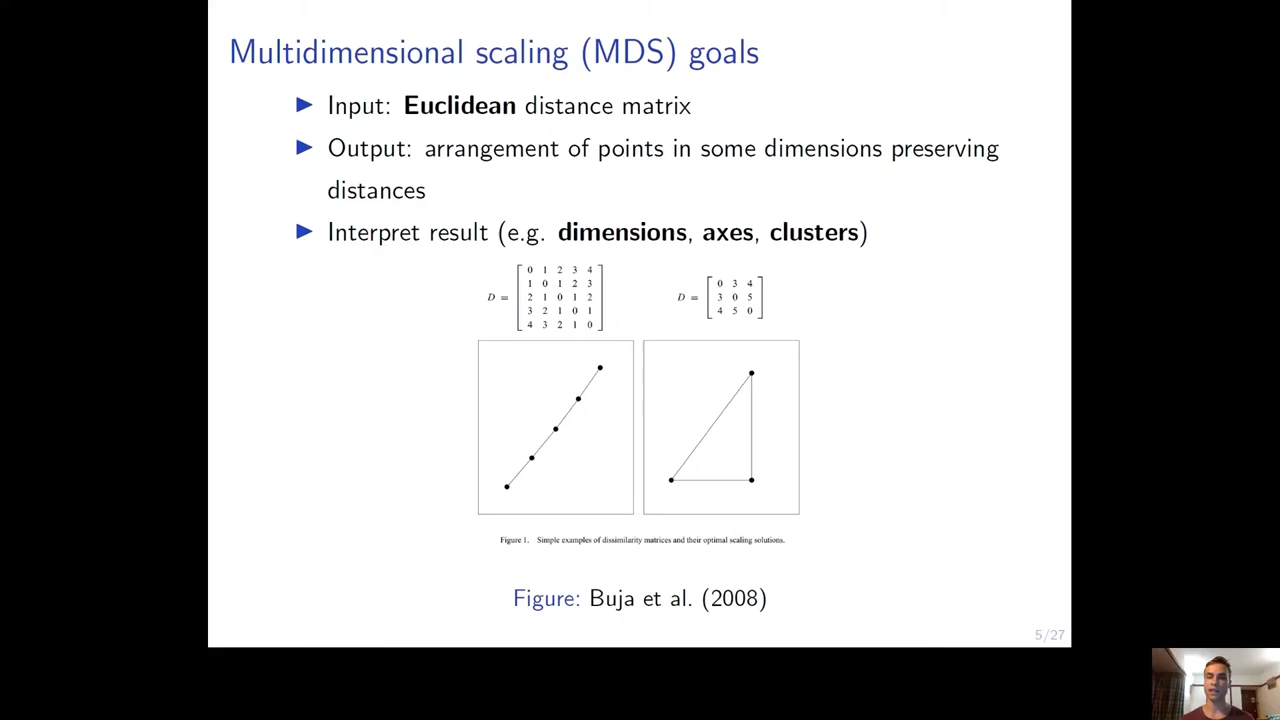 Multidimensional scaling (MDS) goals
▶ Input: Euclidean distance matrix
▶ Output: arrangement of points in some dimensions preserving
distances
▶ Interpret result (e.g. dimensions, axes, clusters)
D =
0 1 2 3 4
1 0 1 2 3
2 1 0 1 2
3 2 1 0 1
4 3 2 1 0
D =
0 3 4
3 0 5
4 5 0
Figure 1. Simple examples of dissimilarity matrices and their optimal scaling solutions.
Figure: Buja et al. (2008)
5/27